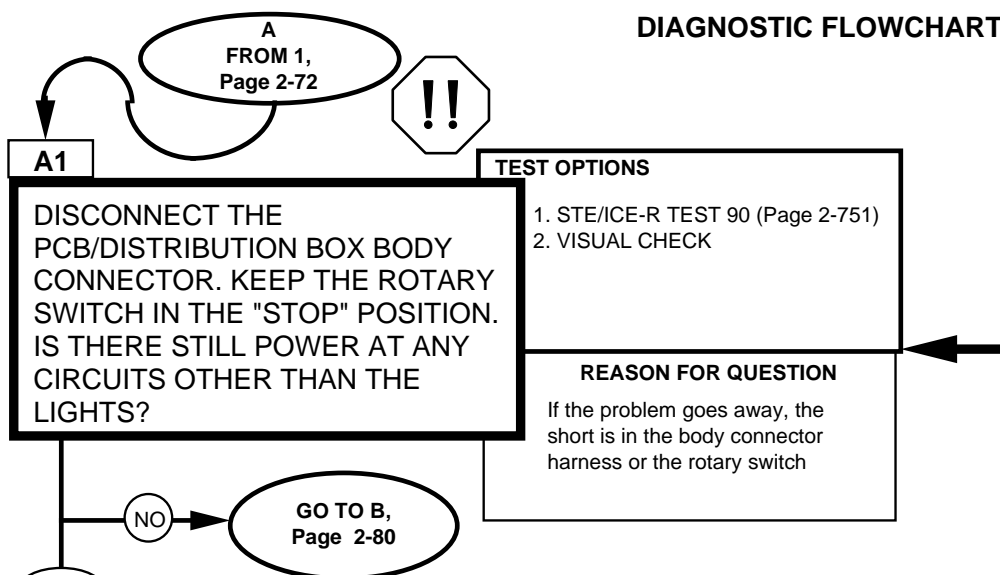 DIAGNOSTIC FLOWCHART
A
FROM 1,
Page 2-72
!!
A1
DISCONNECT THE
PCB/DISTRIBUTION BOX BODY
CONNECTOR. KEEP THE ROTARY
SWITCH IN THE "STOP" POSITION.
IS THERE STILL POWER AT ANY
CIRCUITS OTHER THAN THE
LIGHTS?
TEST OPTIONS
1. STE/ICE-R TEST 90 (Page 2-751)
2. VISUAL CHECK
REASON FOR QUESTION
If the problem goes away, the
short is in the body connector
harness or the rotary switch
NO
GO TO B,
Page 2-80